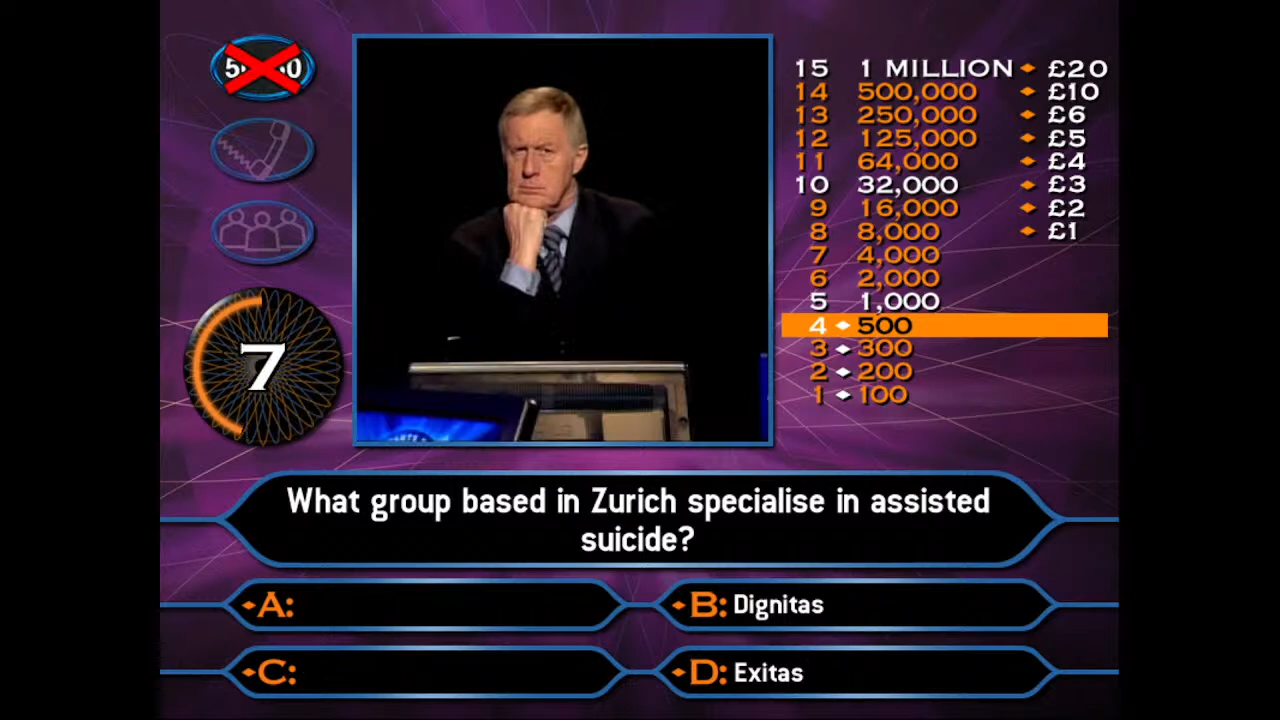 15 1 MILLION £20
14 500,000 £10
13 250,000 £6
12 125,000 £5
11 64,000 £4
10 32,000 £3
9 16,000 £2
8 8,000 £1
7 4,000
6 2,000
5 1,000
4 500
3 300
2 200
1 100
7
What group based in Zurich specialise in assisted
suicide?
A:
B: Dignitas
C:
D: Exitas